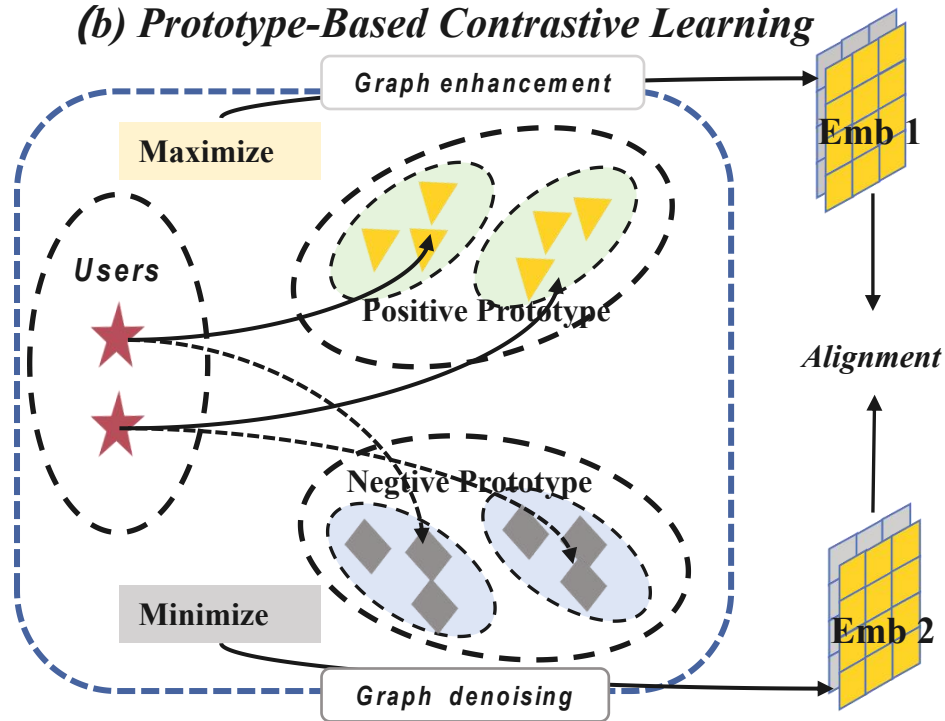 (b) Prototype-Based Contrastive Learning
Graph enhancement
Maximize
Emb 1
Users
Positive Prototype
Alignment
Negtive Prototype
Minimize
Emb 2
Graph denoising